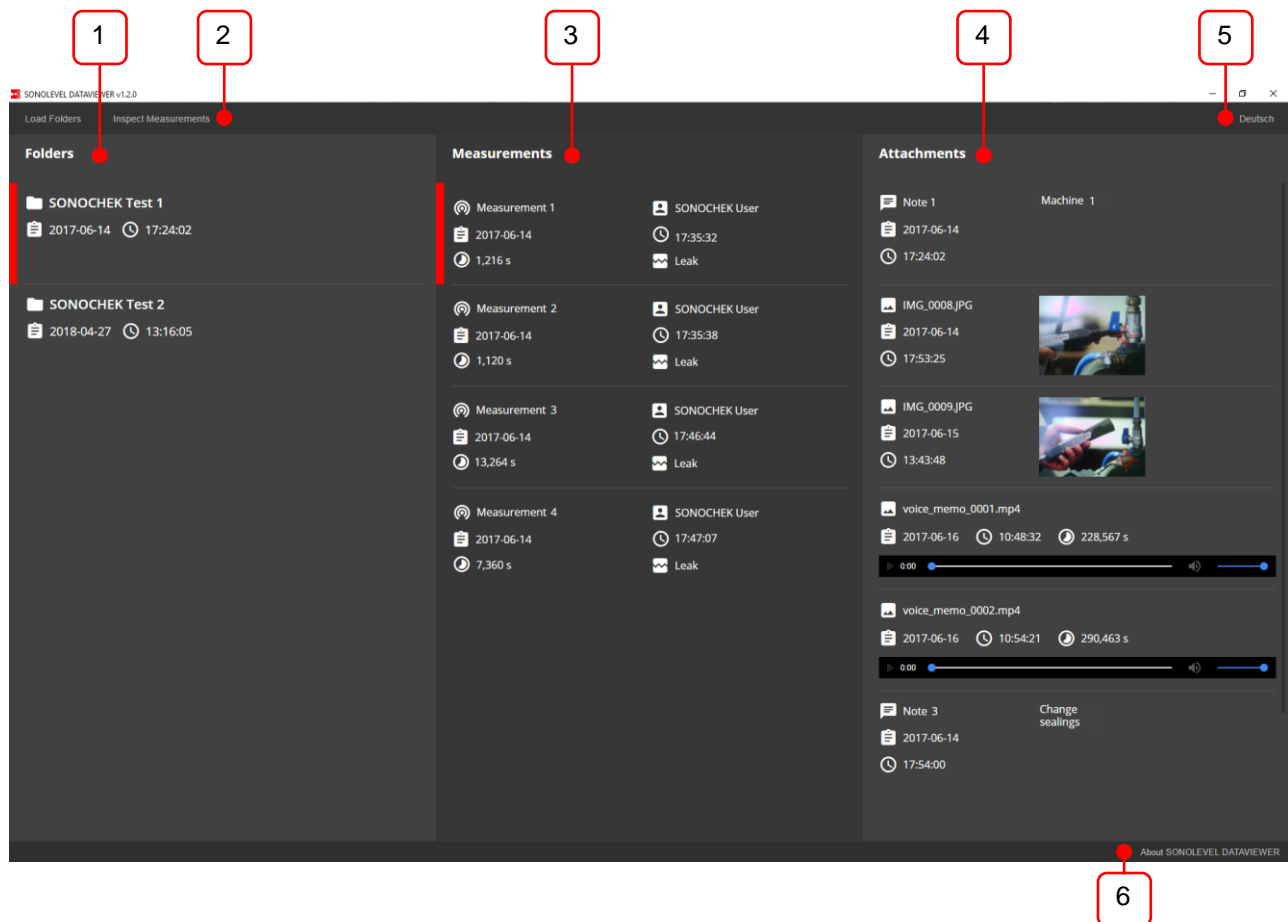 1
2
3
4
5
SONOLEVEL DATAVIEWER v1.2.0
Load Folders
Inspect Measurements
Deutsch
Folders
SONOCHEK Test 1
2017-06-14 17:24:02
SONOCHEK Test 2
2018-04-27 13:16:05
Measurements
Measurement 1 SONOCHEK User
2017-06-14 17:35:32
1,216 s Leak
Measurement 2 SONOCHEK User
2017-06-14 17:35:38
1,120 s Leak
Measurement 3 SONOCHEK User
2017-06-14 17:46:44
13,264 s Leak
Measurement 4 SONOCHEK User
2017-06-14 17:47:07
7,360 s Leak
Attachments
Note 1 Machine 1
2017-06-14
17:24:02
IMG_0008.JPG
2017-06-14
17:53:25
IMG_0009.JPG
2017-06-15
13:43:48
voice_memo_0001.mp4
2017-06-16 10:48:32 228,567 s
0:00
voice_memo_0002.mp4
2017-06-16 10:54:21 290,463 s
0:00
Note 3 Change
sealings
2017-06-14
17:54:00
About SONOLEVEL DATAVIEWER
6